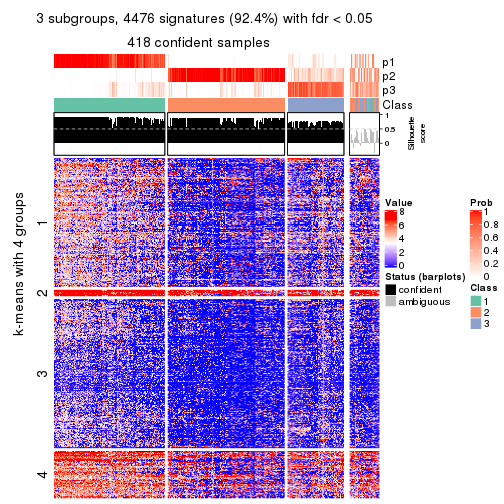 3 subgroups, 4476 signatures (92.4%) with fdr < 0.05
418 confident samples
p1
p2
p3
Class
1
0.5
0
Silhouette
score
k-means with 4 groups
1
2
3
4
Value
8
6
4
2
0
Status (barplots)
confident
ambiguous
Prob
1
0.8
0.6
0.4
0.2
0
Class
1
2
3